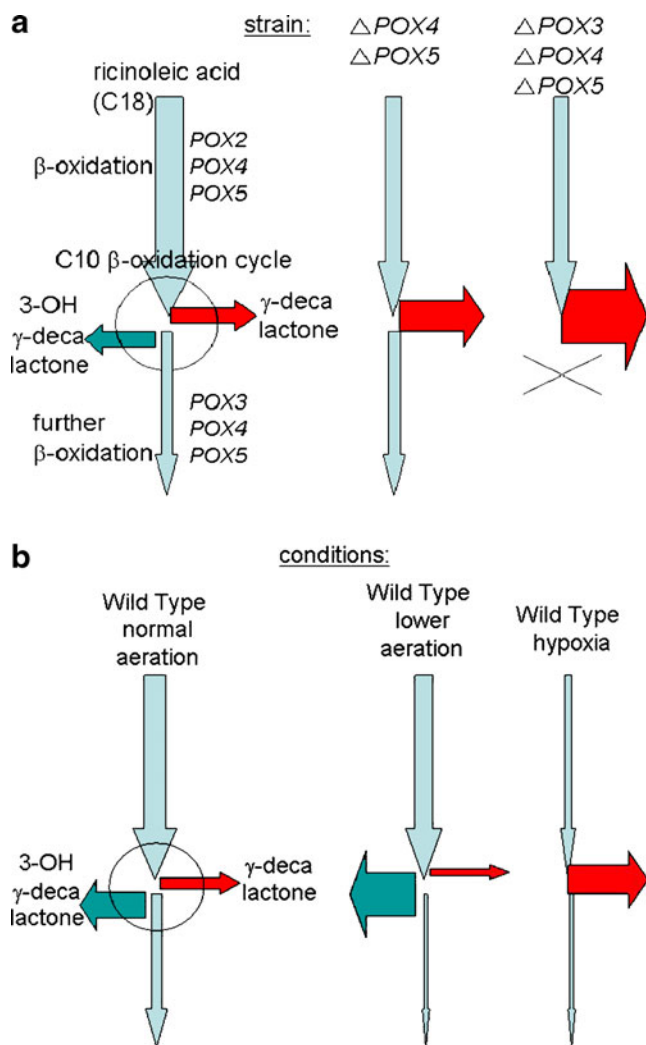 a
strain:
△POX4
△POX5
△POX3
△POX4
△POX5
ricinoleic acid
(C18)
β-oxidation
POX2
POX4
POX5
C10 β-oxidation cycle
3-OH
γ-deca
lactone
γ-deca
lactone
further
β-oxidation
POX3
POX4
POX5
b
conditions:
Wild Type
normal
aeration
Wild Type
lower
aeration
Wild Type
hypoxia
3-OH
γ-deca
lactone
γ-deca
lactone